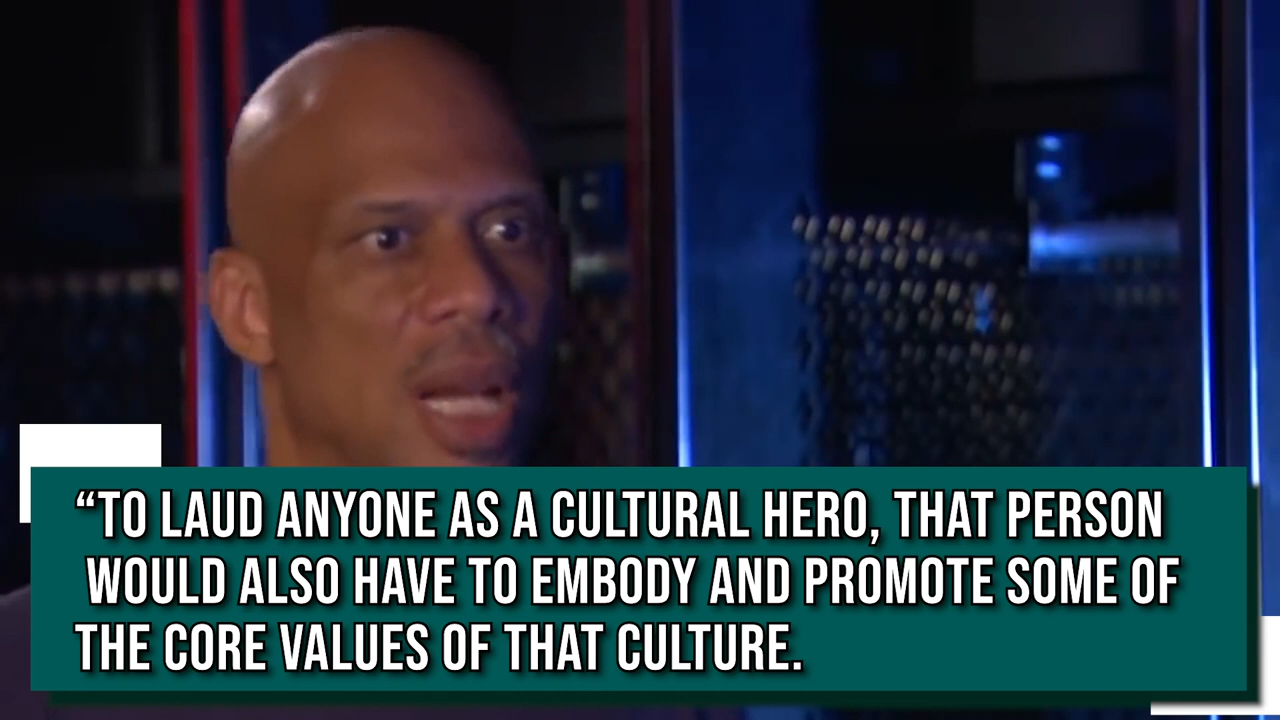 “TO LAUD ANYONE AS A CULTURAL HERO, THAT PERSON
WOULD ALSO HAVE TO EMBODY AND PROMOTE SOME OF
THE CORE VALUES OF THAT CULTURE.